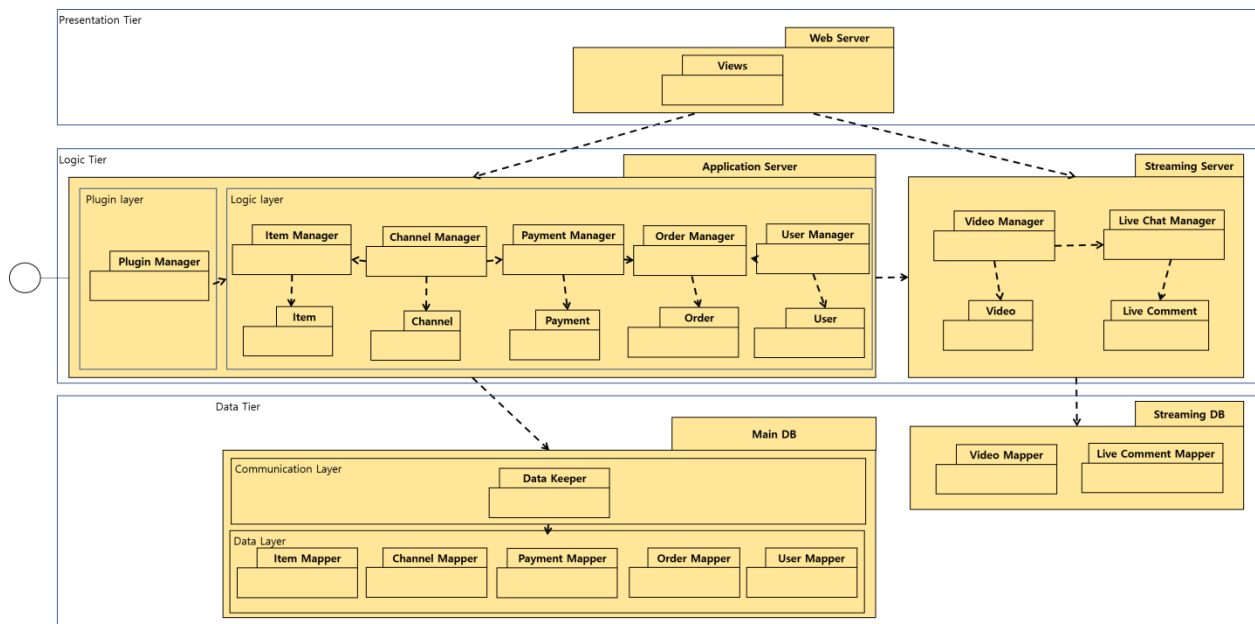 Presentation Tier
Web Server
Views
Logic Tier
Application Server
Streaming Server
Plugin layer
Logic layer
Plugin Manager
Item Manager
Channel Manager
Payment Manager
Order Manager
User Manager
Item
Channel
Payment
Order
User
Video Manager
Live Chat Manager
Video
Live Comment
Data Tier
Main DB
Streaming DB
Communication Layer
Data Keeper
Video Mapper
Live Comment Mapper
Data Layer
Item Mapper
Channel Mapper
Payment Mapper
Order Mapper
User Mapper